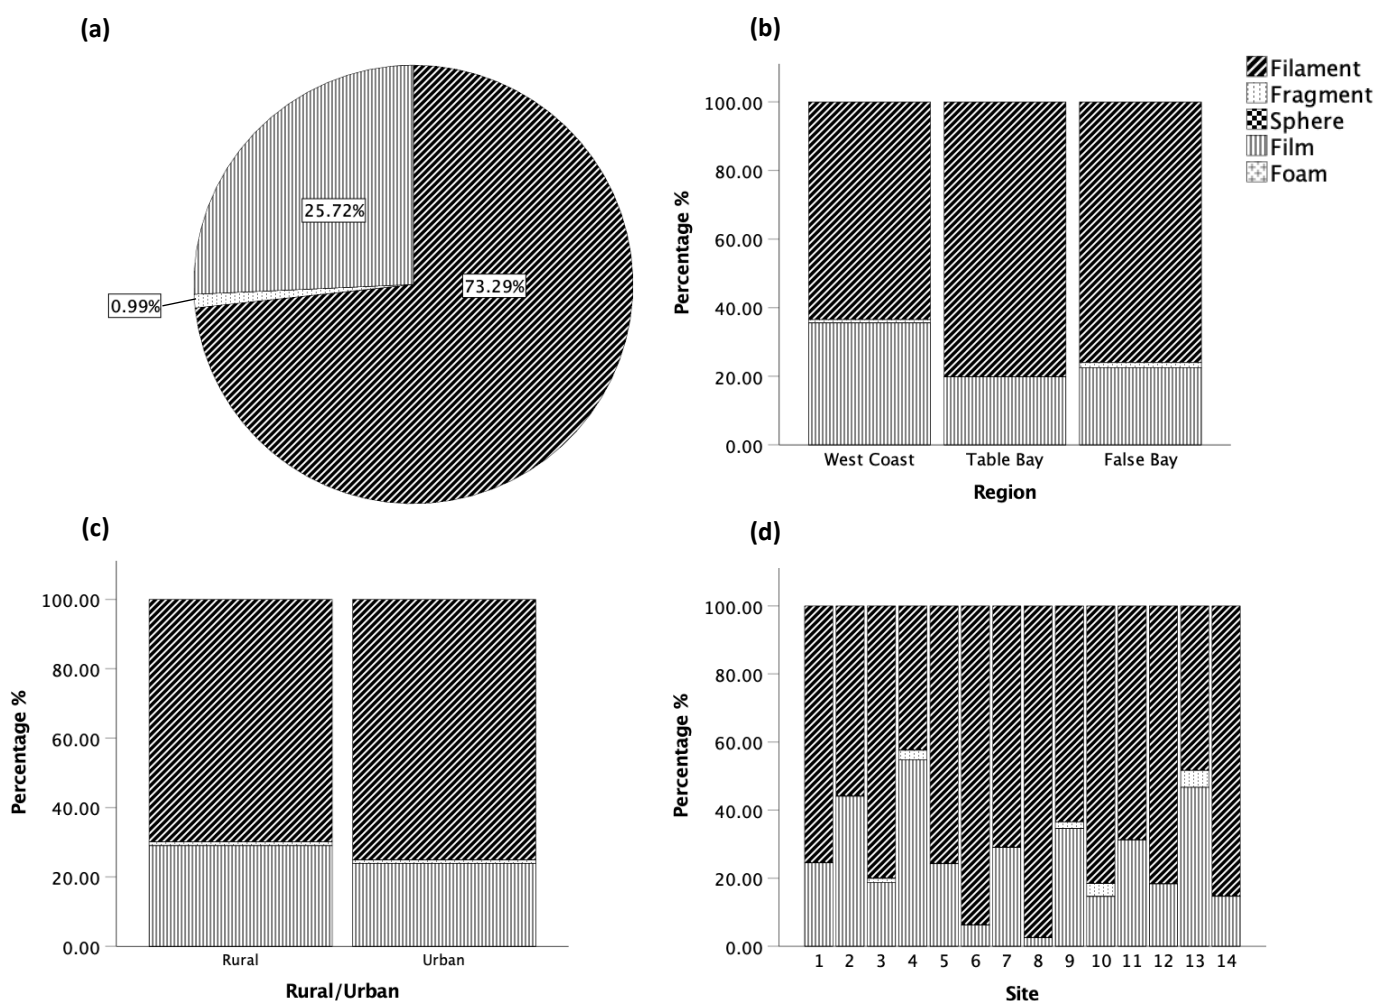 (a)
25.72%
0.99%
73.29%
(b)
Filament
Fragment
Sphere
Film
Foam
Percentage %
100.00
80.00
60.00
40.00
20.00
0.00
West Coast Table Bay False Bay
Region
(c)
Percentage %
100.00
80.00
60.00
40.00
20.00
0.00
Rural Urban
Rural/Urban
(d)
Percentage %
100.00
80.00
60.00
40.00
20.00
0.00
1 2 3 4 5 6 7 8 9 10 11 12 13 14
Site